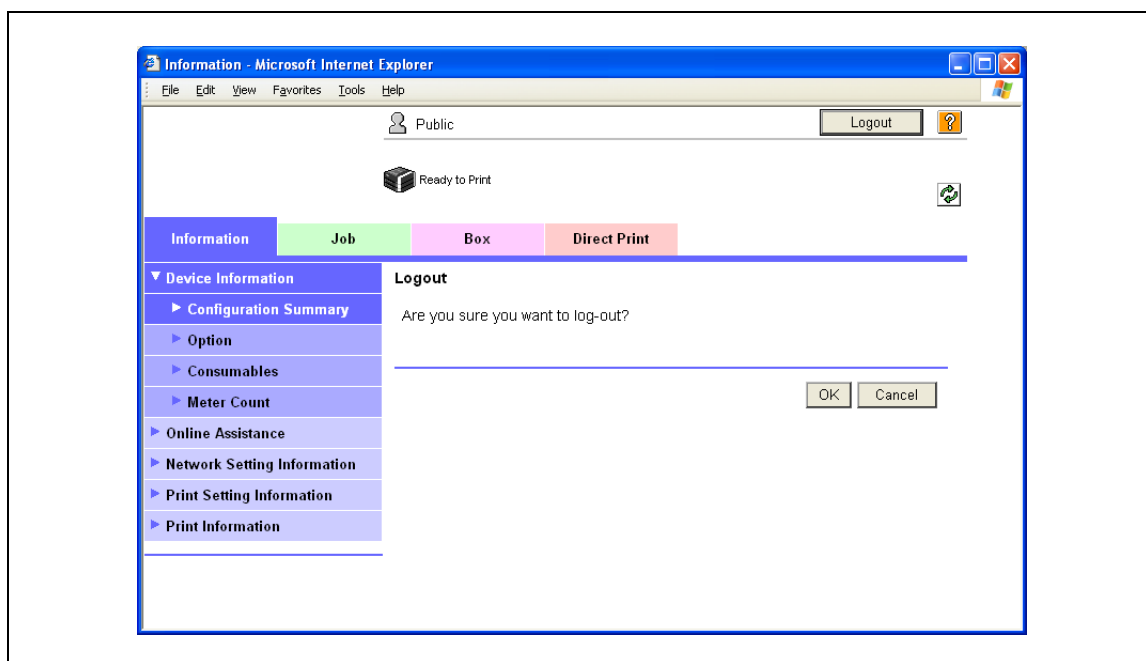 Information - Microsoft Internet Explorer
File Edit View Favorites Tools Help
Public Logout ?
Ready to Print
Information Job Box Direct Print
Device Information
Configuration Summary
Option
Consumables
Meter Count
Online Assistance
Network Setting Information
Print Setting Information
Print Information
Logout
Are you sure you want to log-out?
OK Cancel